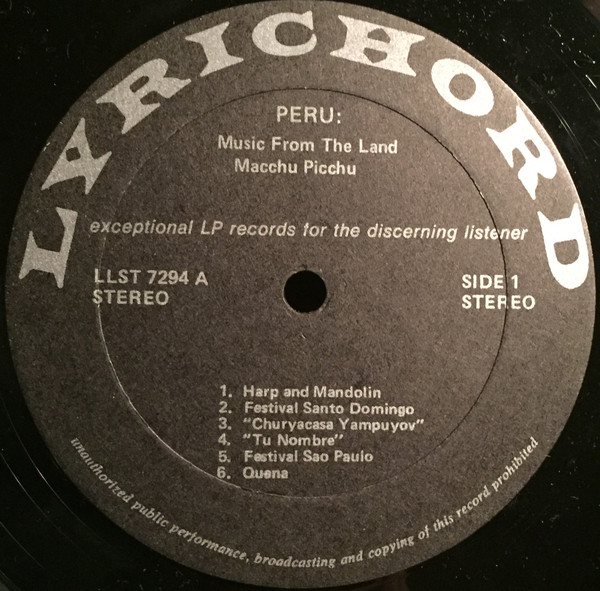 LYRICHORD
PERU:
Music From The Land
Macchu Picchu
exceptional LP records for the discerning listener
LLST 7294 A
STEREO
SIDE 1
STEREO
1. Harp and Mandolin
2. Festival Santo Domingo
3. "Churyacasa Yampuyov"
4. "Tu Nombre"
5. Festival Sao Paulo
6. Quena
unauthorized public performance, broadcasting and copying of this record prohibited